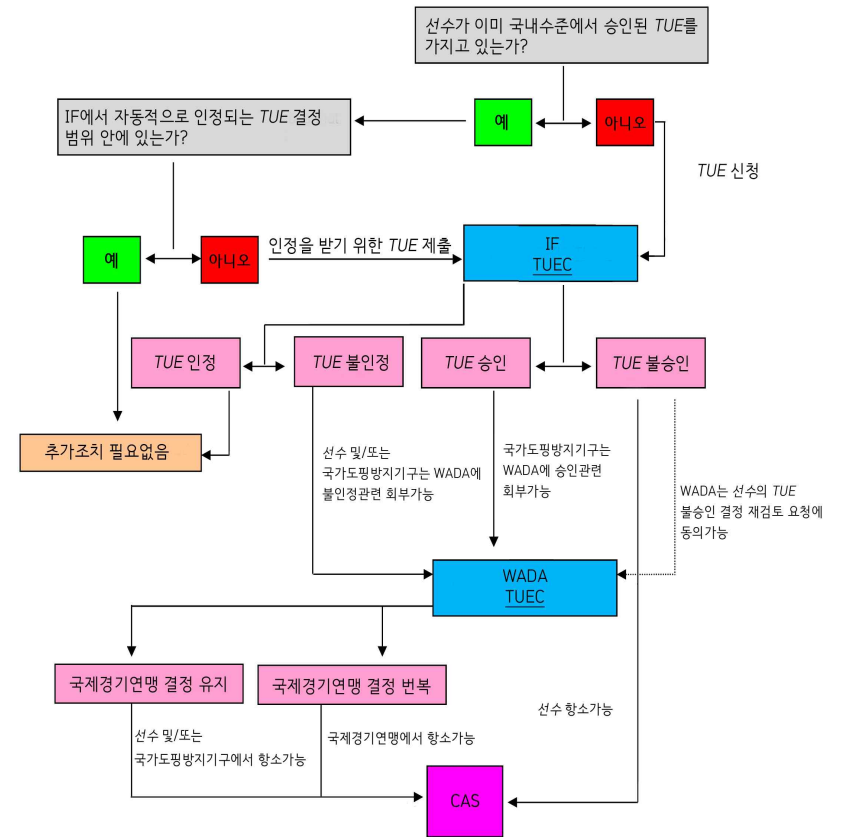 선수가 이미 국내수준에서 승인된 TUE를
가지고 있는가?
IF에서 자동적으로 인정되는 TUE 결정
범위 안에 있는가?
예
아니오
TUE 신청
예
아니오
인정을 받기 위한 TUE 제출
IF
TUEC
TUE 인정
TUE 불인정
TUE 승인
TUE 불승인
추가조치 필요없음
선수 및/또는
국가도핑방지기구는 WADA에
불인정관련 회부가능
국가도핑방지기구는
WADA에 승인관련
회부가능
WADA는 선수의 TUE
불승인 결정 재검토 요청에
동의가능
WADA
TUEC
국제경기연맹 결정 유지
국제경기연맹 결정 번복
선수 항소가능
선수 및/또는
국가도핑방지기구에서 항소가능
국제경기연맹에서 항소가능
CAS